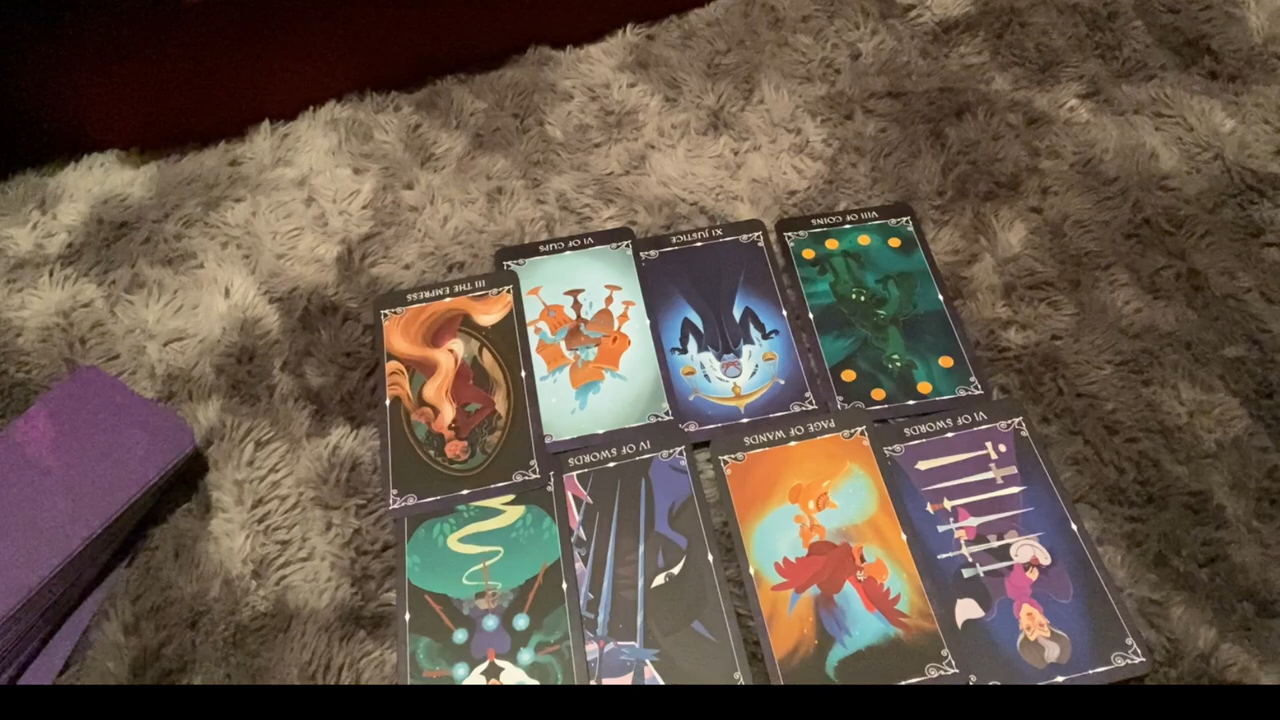 III THE EMPRESS
VI OF CUPS
XI JUSTICE
VIII OF COINS
IV OF SWORDS
PAGE OF WANDS
VI OF SWORDS